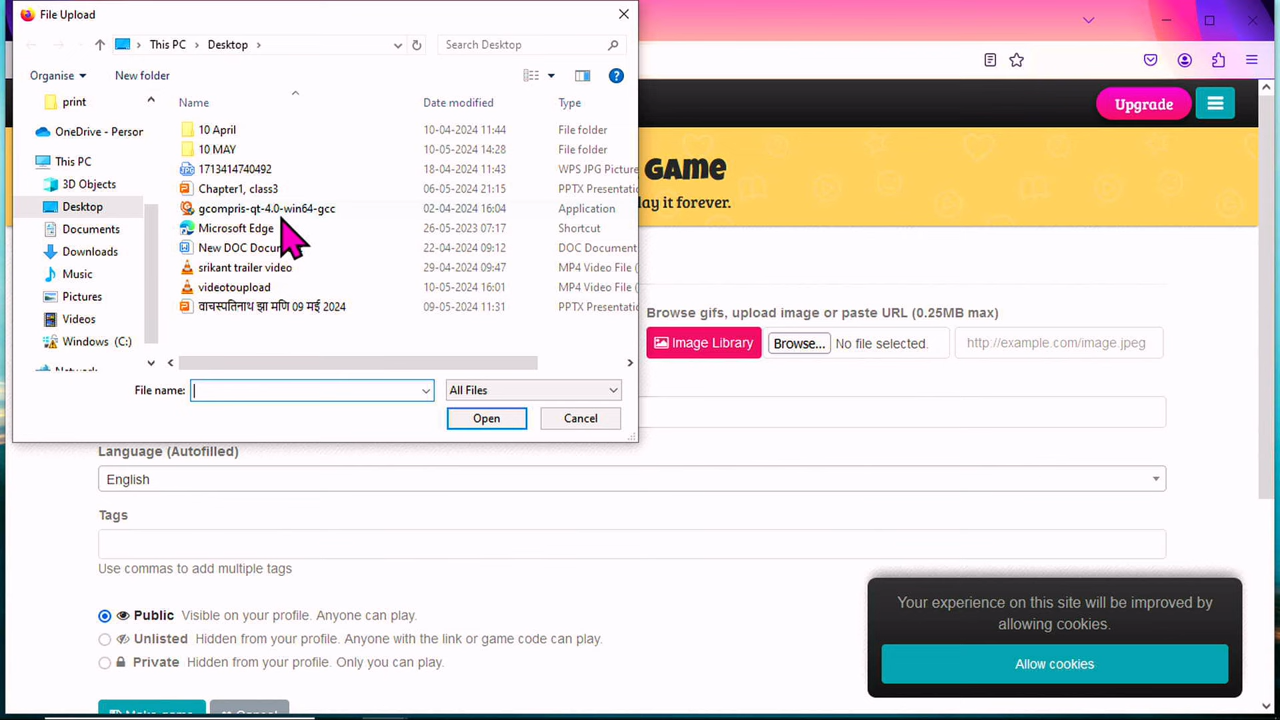 File Upload
This PC > Desktop >
Search Desktop
Organise
New folder
Name Date modified Type
print
OneDrive - Person
This PC
3D Objects
Desktop
Documents
Downloads
Music
Pictures
Videos
Windows (C:)
Network
10 April 10-04-2024 11:44 File folder
10 MAY 10-05-2024 14:28 File folder
1713414740492 18-04-2024 11:43 WPS JPG Picture
Chapter1, class3 06-05-2024 21:15 PPTX Presentatio
gcompris-qt-4.0-win64-gcc 02-04-2024 16:04 Application
Microsoft Edge 26-05-2023 07:17 Shortcut
New DOC Docum 22-04-2024 09:12 DOC Document
srikant trailer video 29-04-2024 09:47 MP4 Video File (
videotoupload 10-05-2024 16:01 MP4 Video File (
वाचस्पतिनाथ झा मणि 09 मई 2024 09-05-2024 11:31 PPTX Presentatio
File name:
All Files
Open
Cancel
Upgrade
GAME
lay it forever.
Browse gifs, upload image or paste URL (0.25MB max)
Image Library
Browse... No file selected.
http://example.com/image.jpeg
Language (Autofilled)
English
Tags
Use commas to add multiple tags
Public Visible on your profile. Anyone can play.
Unlisted Hidden from your profile. Anyone with the link or game code can play.
Private Hidden from your profile. Only you can play.
Make game
Cancel
Your experience on this site will be improved by
allowing cookies.
Allow cookies